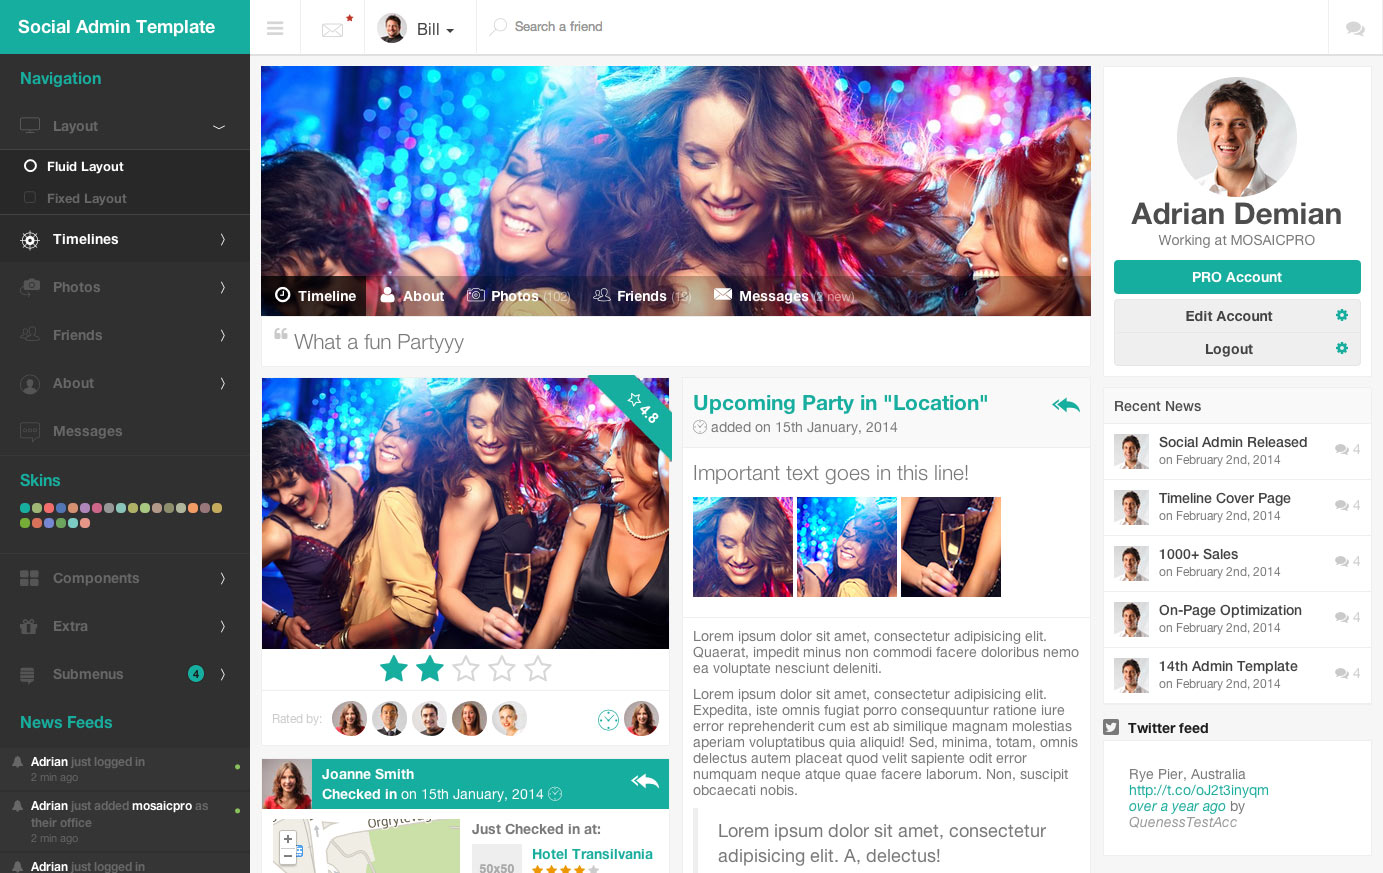 Social Admin Template
Bill
Search a friend
Navigation
Layout
Fluid Layout
Fixed Layout
Timelines
Photos
Friends
About
Messages
Skins
Components
Extra
Submenus 4
News Feeds
Adrian just logged in
2 min ago
Adrian just added mosaicpro as
their office
2 min ago
Adrian just logged in
Timeline About Photos (102) Friends (19) Messages (2 new)
What a fun Partyyy
4.8
Rated by:
Joanne Smith
Checked in on 15th January, 2014
Just Checked in at:
50x50
Hotel Transilvania
Upcoming Party in "Location"
added on 15th January, 2014
Important text goes in this line!
Lorem ipsum dolor sit amet, consectetur adipisicing elit.
Quaerat, impedit minus non commodi facere doloribus nemo
ea voluptate nesciunt deleniti.
Lorem ipsum dolor sit amet, consectetur adipisicing elit.
Expedita, iste omnis fugiat porro consequuntur ratione iure
error reprehenderit cum est ab similique magnam molestias
aperiam voluptatibus quia aliquid! Sed, minima, totam, omnis
delectus autem placeat quod velit sapiente odit error
numquam neque atque quae facere laborum. Non, suscipit
obcaecati nobis.
Lorem ipsum dolor sit amet, consectetur
adipisicing elit. A, delectus!
Adrian Demian
Working at MOSAICPRO
PRO Account
Edit Account
Logout
Recent News
Social Admin Released
on February 2nd, 2014
4
Timeline Cover Page
on February 2nd, 2014
4
1000+ Sales
on February 2nd, 2014
4
On-Page Optimization
on February 2nd, 2014
4
14th Admin Template
on February 2nd, 2014
4
Twitter feed
Rye Pier, Australia
http://t.co/oJ2t3inyqm
over a year ago by
QuenessTestAcc